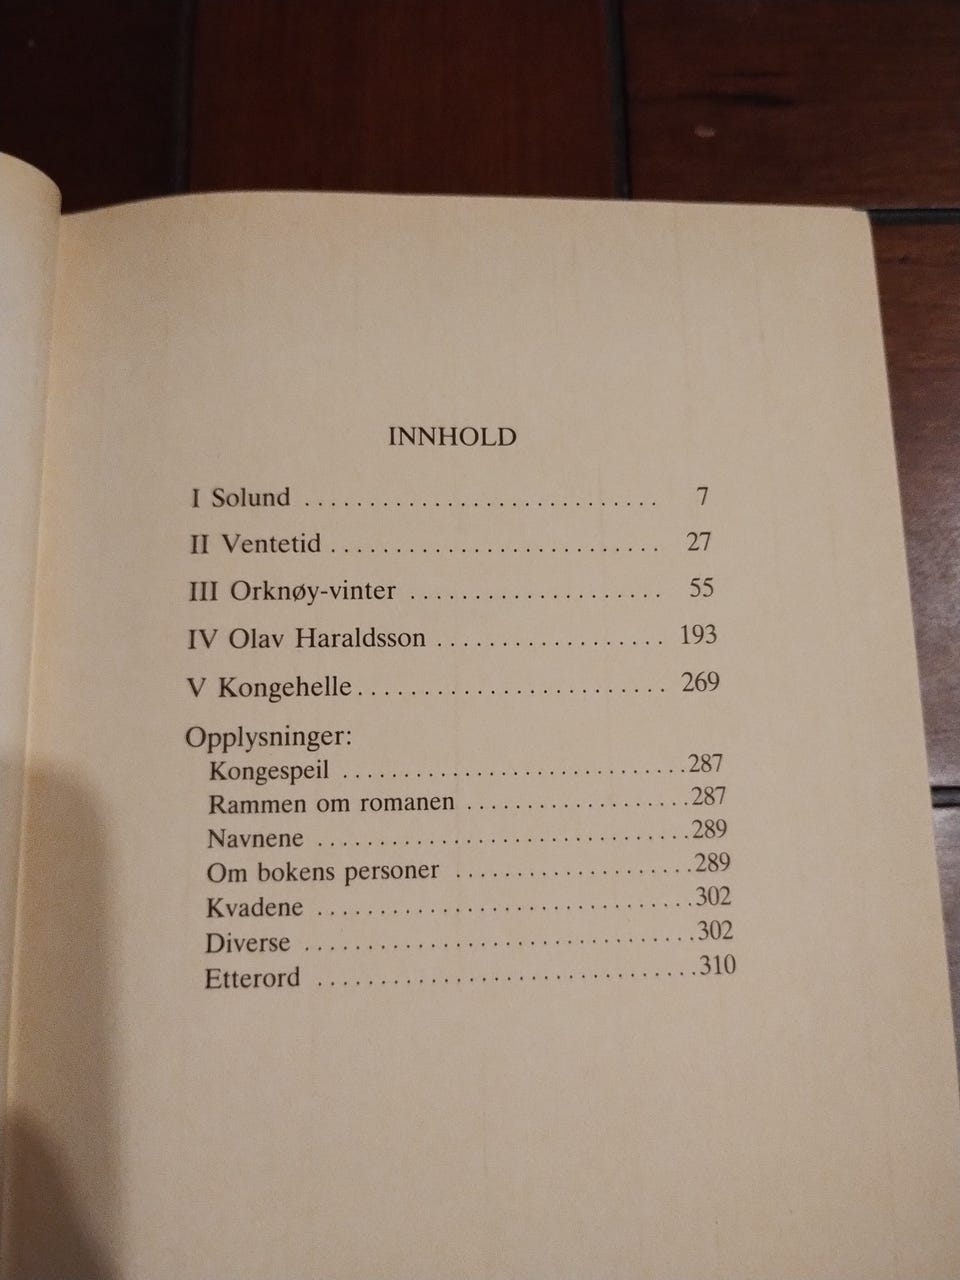 INNHOLD
I Solund ........................... 7
II Ventetid ......................... 27
III Orknøy-vinter ................... 55
IV Olav Haraldsson .................. 193
V Kongehelle ........................ 269
Opplysninger:
Kongespeil ...........................287
Rammen om romanen ..................287
Navnene ..............................289
Om bokens personer ...................289
Kvadene ..............................302
Diverse ..............................302
Etterord .............................310